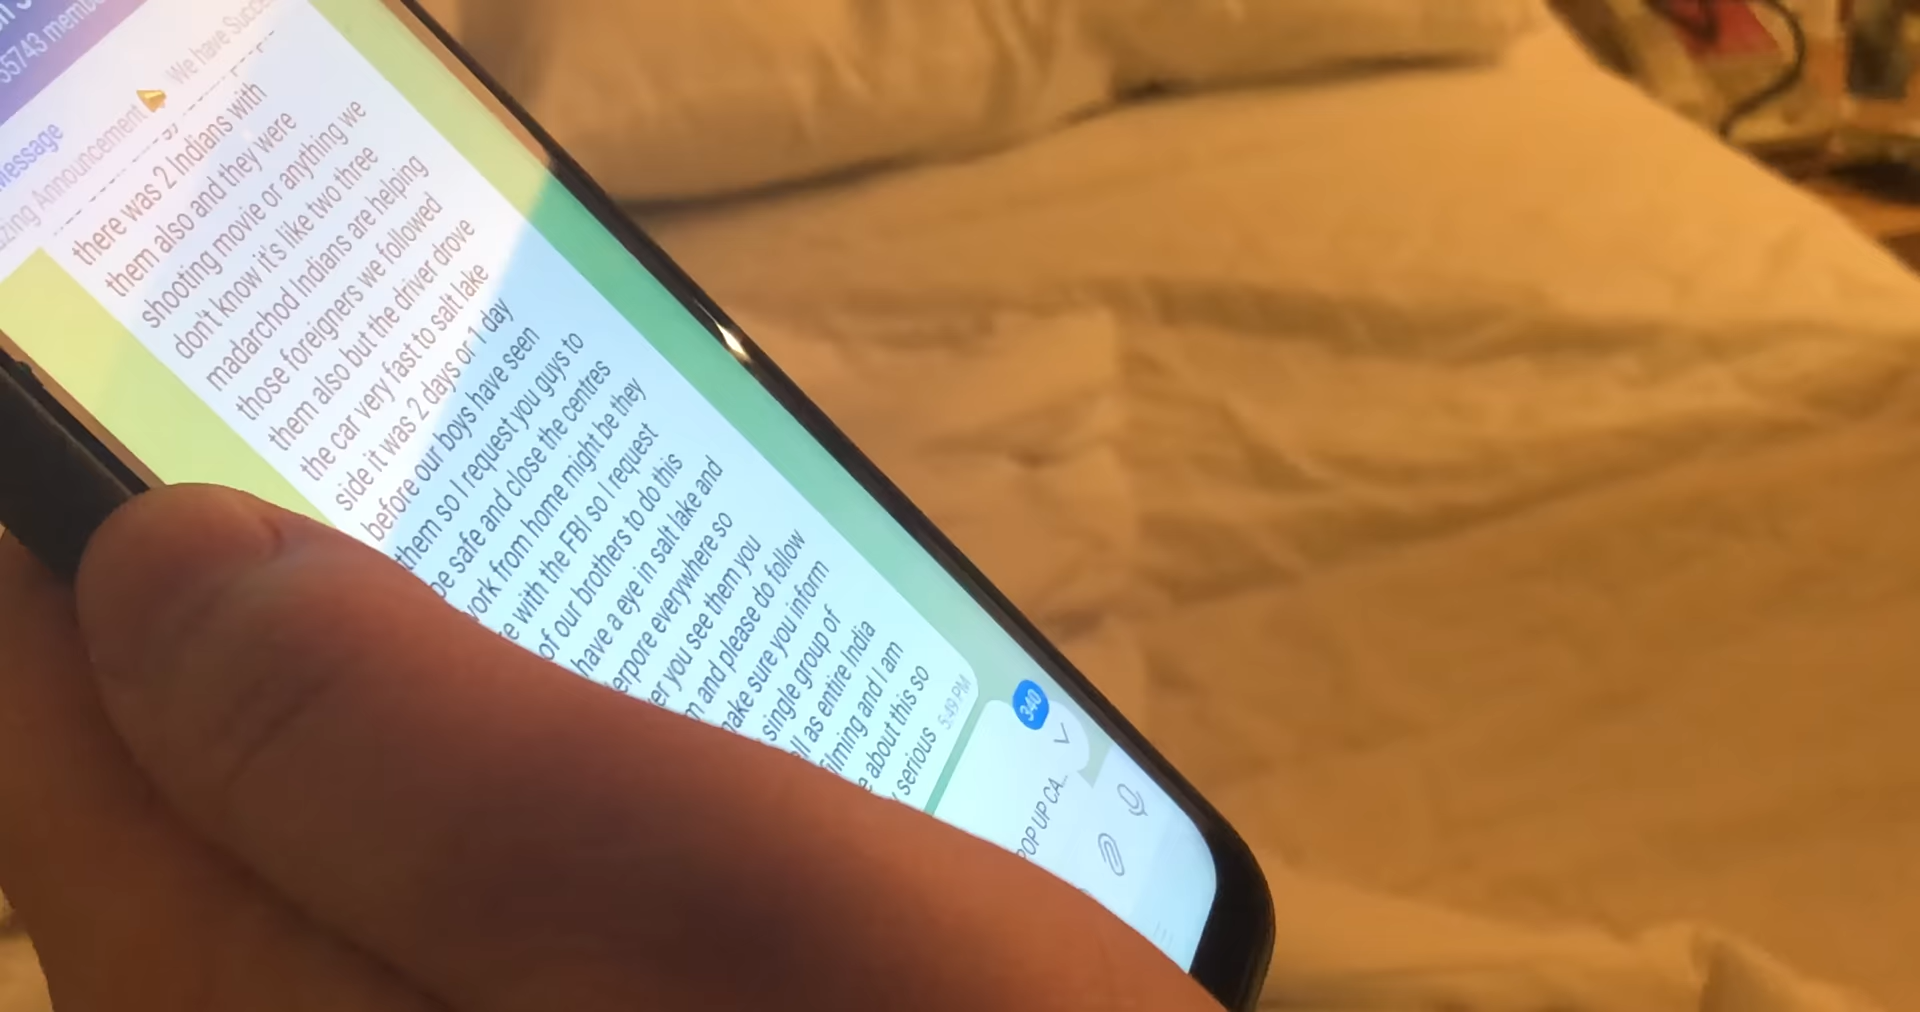 55743
Message
Announcement 📢 We have
there was 2 Indians with
them also and they were
shooting movie or anything we
don't know it's like two three
madarchod Indians are helping
those foreigners we followed
them also but the driver drove
the car very fast to salt lake
side it was 2 days or 1 day
before our boys have seen
them so I request you guys to
be safe and close the centres
work from home might be they
with the FBI so I request
of our brothers to do this
have a eye in salt lake and
everywhere so
you see them you
and please do follow
make sure you inform
single group of
as entire India
filming and I am
about this so
serious 5:49 PM
340
POP UP CA...